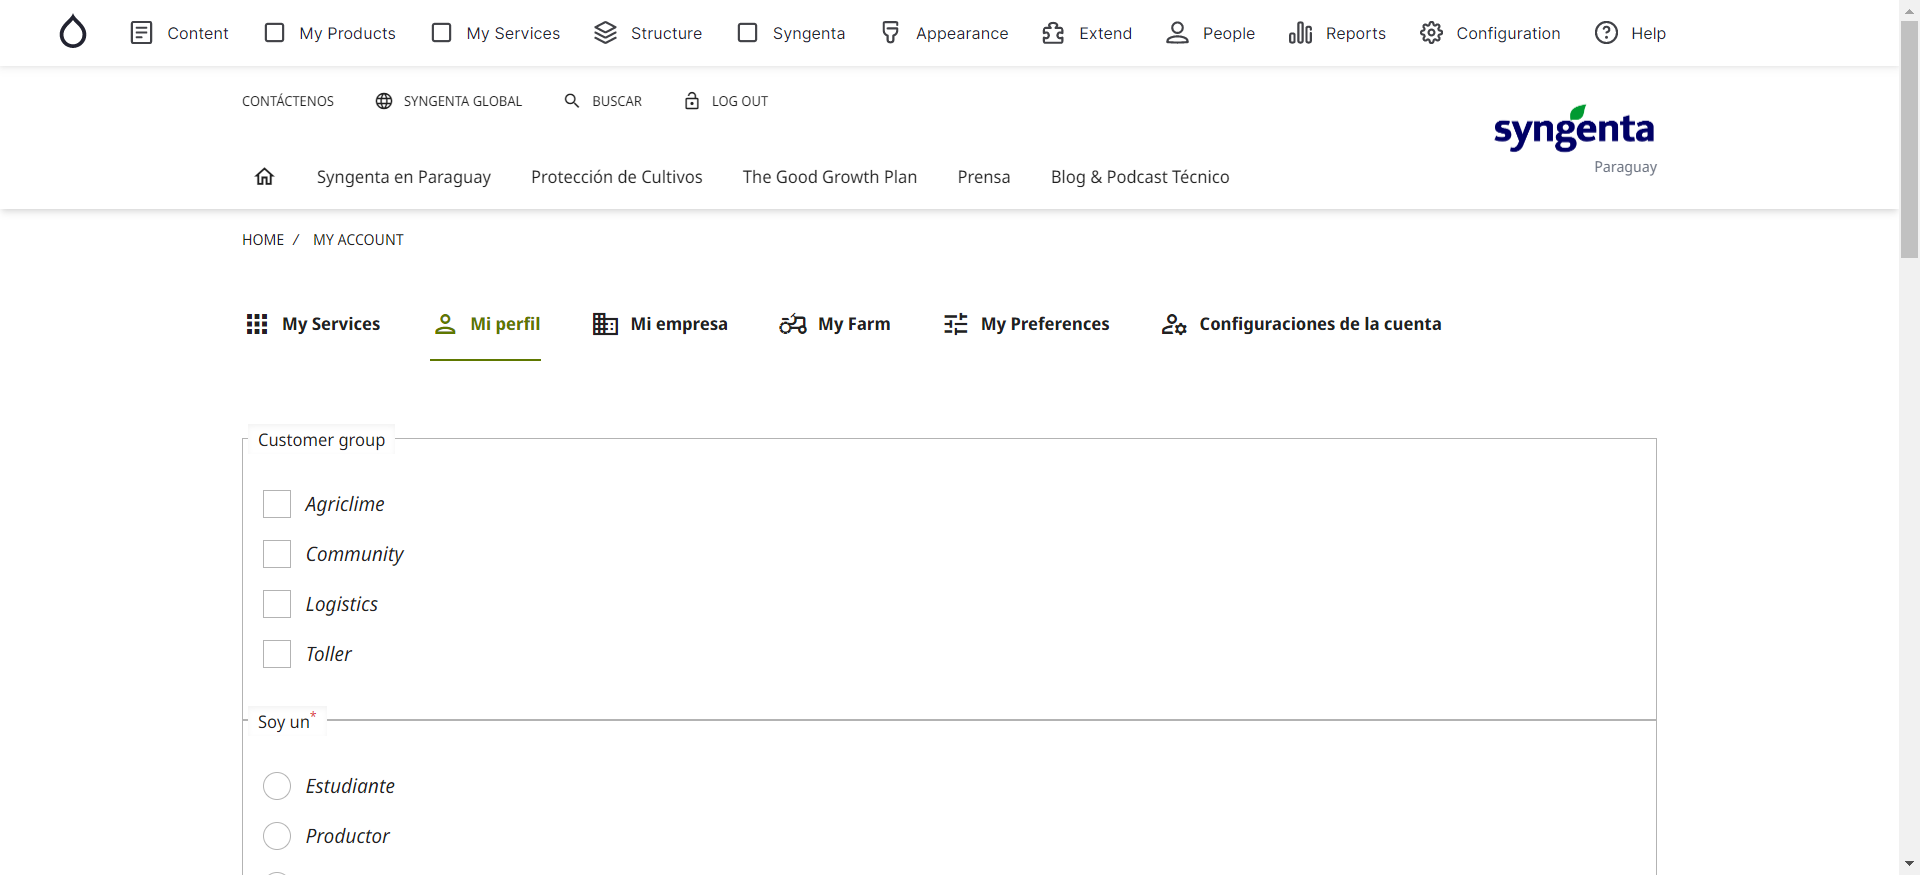 Content My Products My Services Structure Syngenta Appearance Extend People Reports Configuration Help
CONTÁCTENOS SYNGENTA GLOBAL BUSCAR LOG OUT
syngenta
Paraguay
Syngenta en Paraguay Protección de Cultivos The Good Growth Plan Prensa Blog & Podcast Técnico
HOME / MY ACCOUNT
My Services Mi perfil Mi empresa My Farm My Preferences Configuraciones de la cuenta
Customer group
Agriclime
Community
Logistics
Toller
Soy un*
Estudiante
Productor